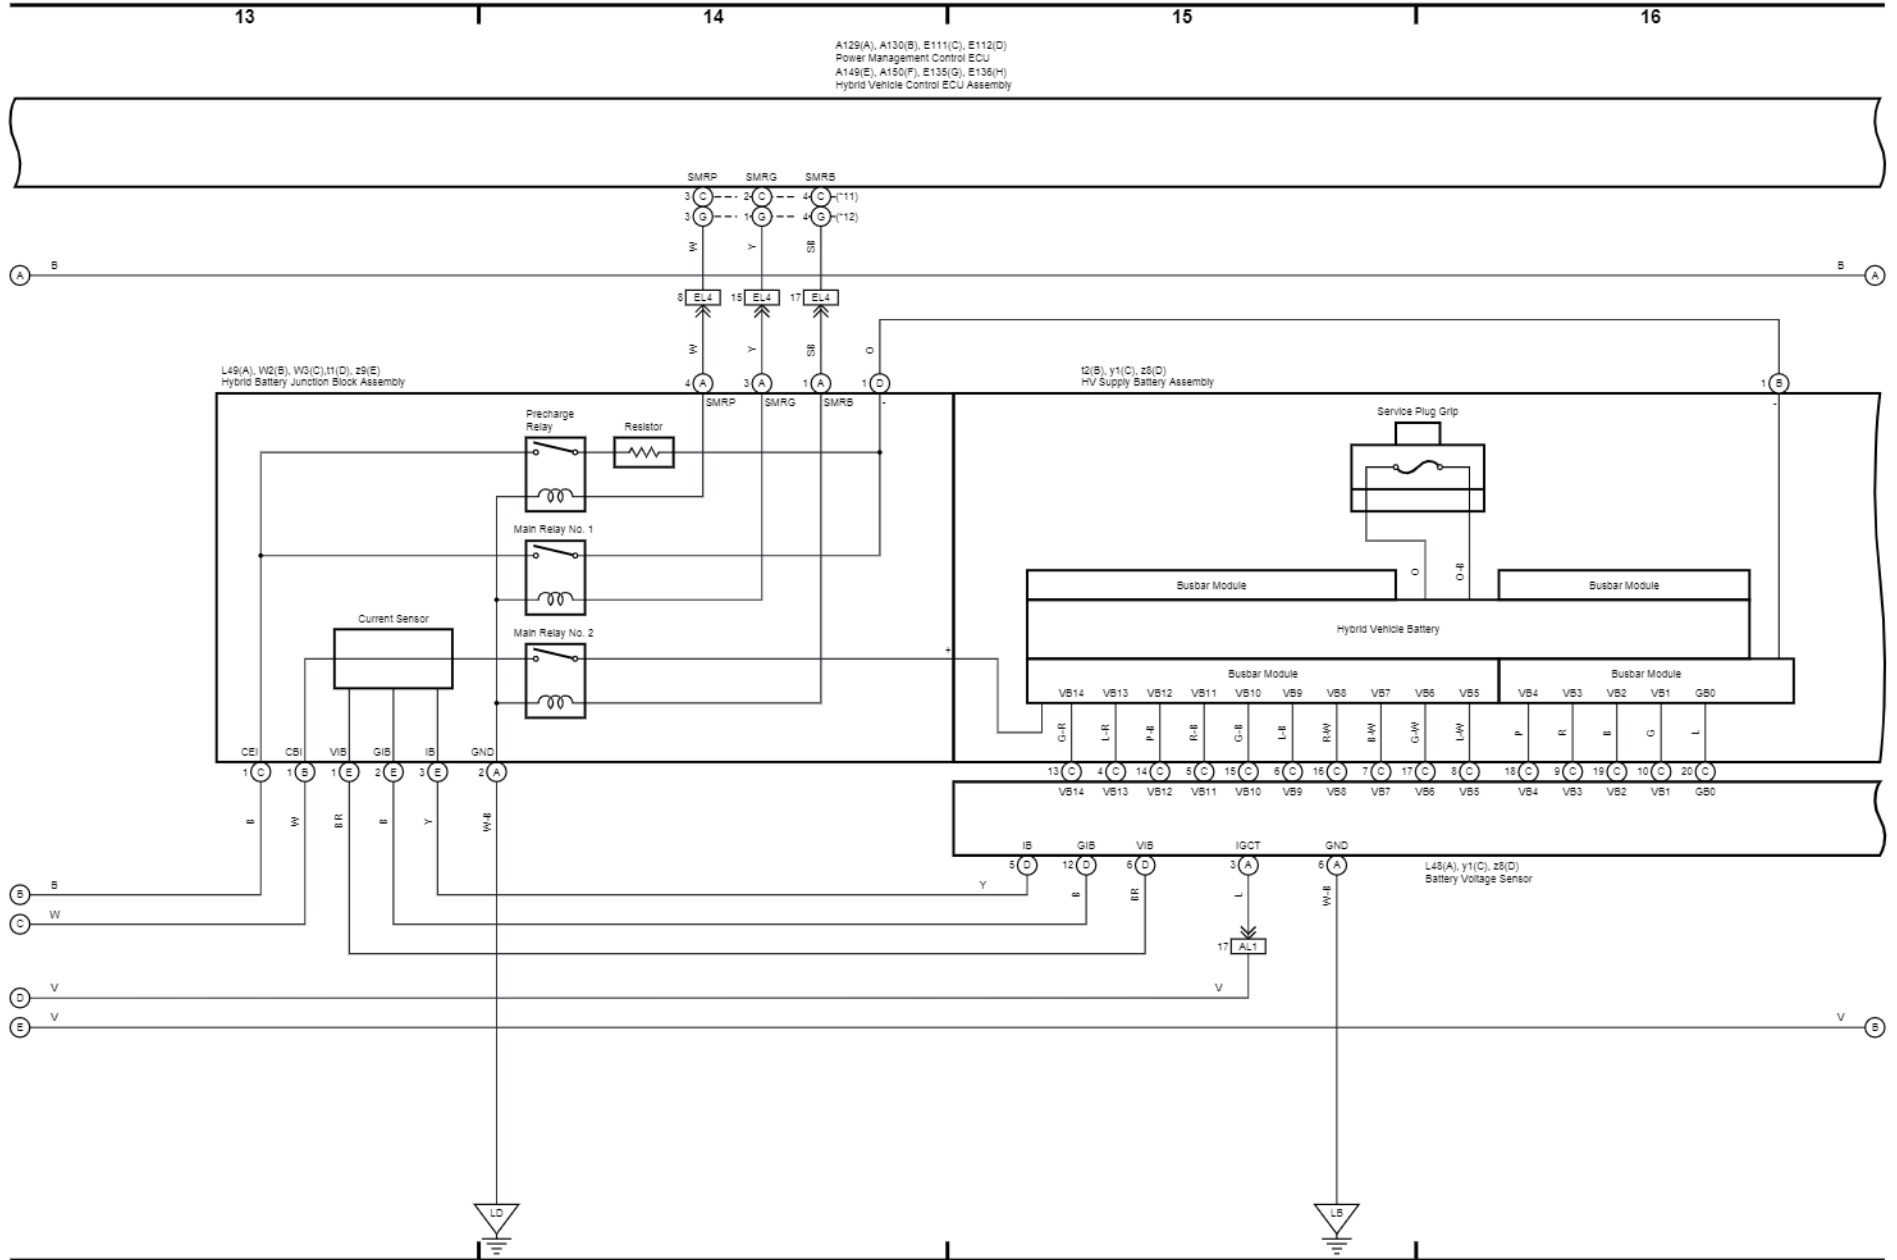 13 14 15 16
A129(A), A130(B), E111(C), E112(D)
Power Management Control ECU
A149(E), A150(F), E135(G), E136(H)
Hybrid Vehicle Control ECU Assembly
SMRP SMRG SMRB
3 C 2 C 4 C (*11)
3 G 1 G 4 G (*12)
W Y SB
A B B A
8 EL4 15 EL4 17 EL4
W Y SB O
L49(A), W2(B), W3(C),t1(D), z9(E)
Hybrid Battery Junction Block Assembly
t2(B), y1(C), z8(D)
HV Supply Battery Assembly
4 A 3 A 1 A 1 D 1 B
SMRP SMRG SMRB - -
Precharge
Relay
Resistor
Service Plug Grip
Main Relay No. 1
O O-B
Busbar Module Busbar Module
Current Sensor
Main Relay No. 2
Hybrid Vehicle Battery
+
Busbar Module Busbar Module
VB14 VB13 VB12 VB11 VB10 VB9 VB8 VB7 VB6 VB5 VB4 VB3 VB2 VB1 GB0
G-R L-R P-B R-B G-B L-B R-W B-W G-W L-W P R B G L
CEI CBI VIB GIB IB GND
1 C 1 B 1 E 2 E 3 E 2 A
13 C 4 C 14 C 5 C 15 C 6 C 16 C 7 C 17 C 8 C 18 C 9 C 19 C 10 C 20 C
VB14 VB13 VB12 VB11 VB10 VB9 VB8 VB7 VB6 VB5 VB4 VB3 VB2 VB1 GB0
B W BR B Y W-B
IB GIB VIB IGCT GND
5 D 12 D 6 D 3 A 6 A
L48(A), y1(C), z8(D)
Battery Voltage Sensor
B B Y B BR L W-B
C W
17 AL1
D V V
E V V B
LD LB